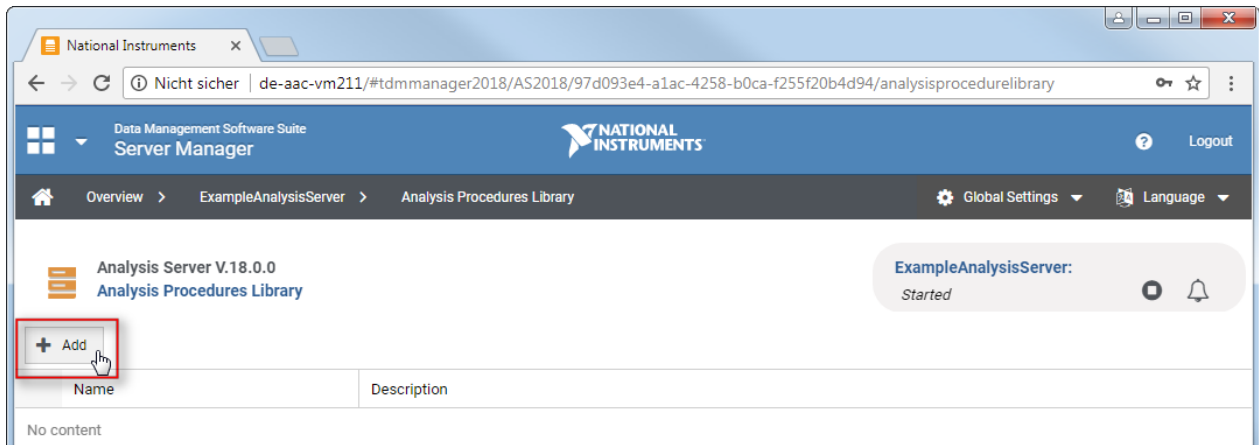 National Instruments
Nicht sicher | de-aac-vm211/#tdmmanager2018/AS2018/97d093e4-a1ac-4258-b0ca-f255f20b4d94/analysisprocedurelibrary
Data Management Software Suite
Server Manager
NATIONAL
INSTRUMENTS
? Logout
Overview > ExampleAnalysisServer > Analysis Procedures Library Global Settings Language
Analysis Server V.18.0.0
Analysis Procedures Library
ExampleAnalysisServer:
Started
+ Add
Name Description
No content